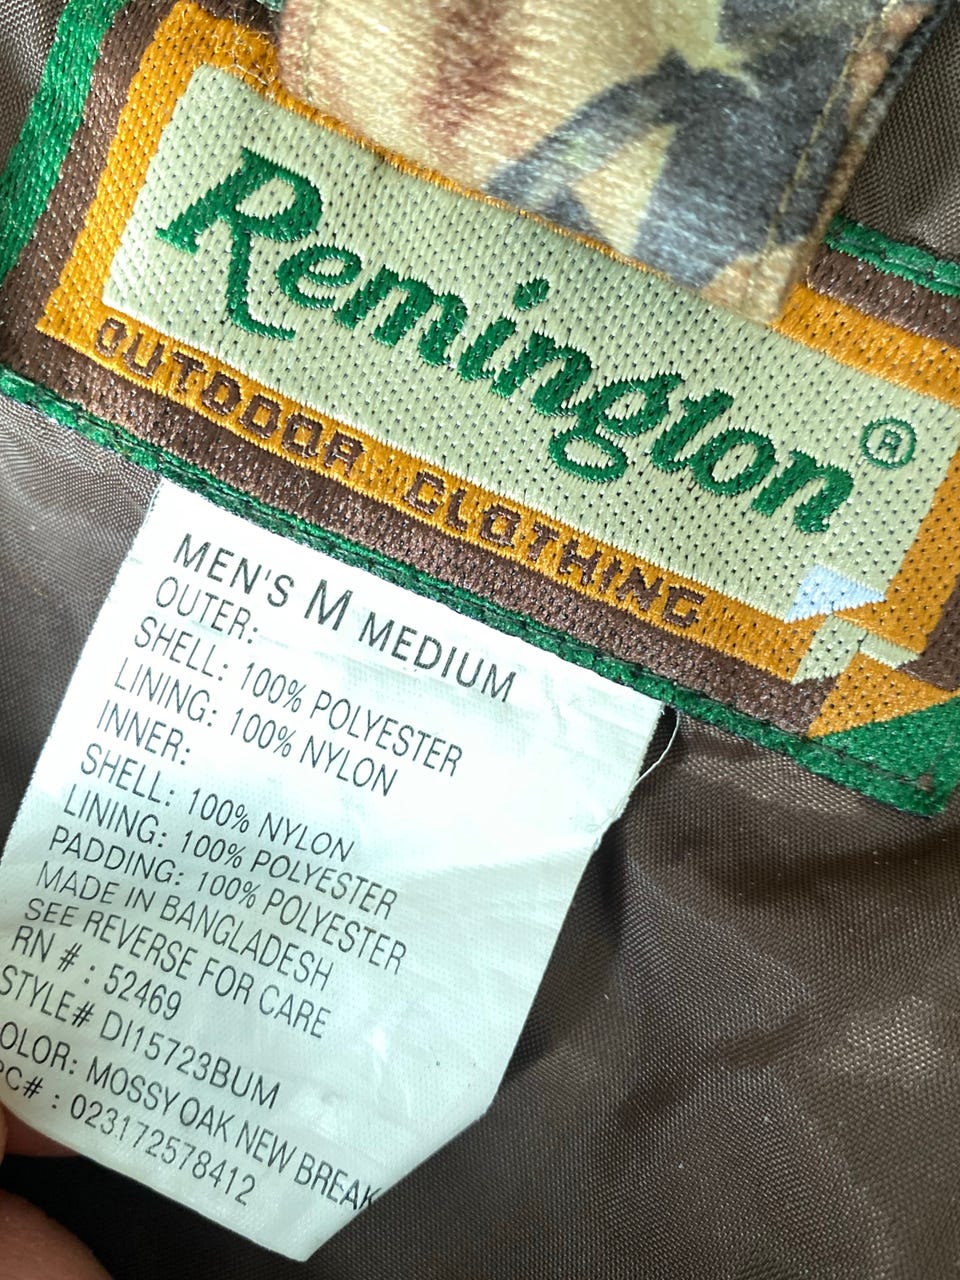 Remington®
OUTDOOR CLOTHING
MEN'S M MEDIUM
OUTER:
SHELL: 100% POLYESTER
LINING: 100% NYLON
INNER:
SHELL: 100% NYLON
LINING: 100% POLYESTER
PADDING: 100% POLYESTER
MADE IN BANGLADESH
SEE REVERSE FOR CARE
RN # : 52469
STYLE# DI15723BUM
OLOR: MOSSY OAK NEW BREAK
PC# : 023172578412